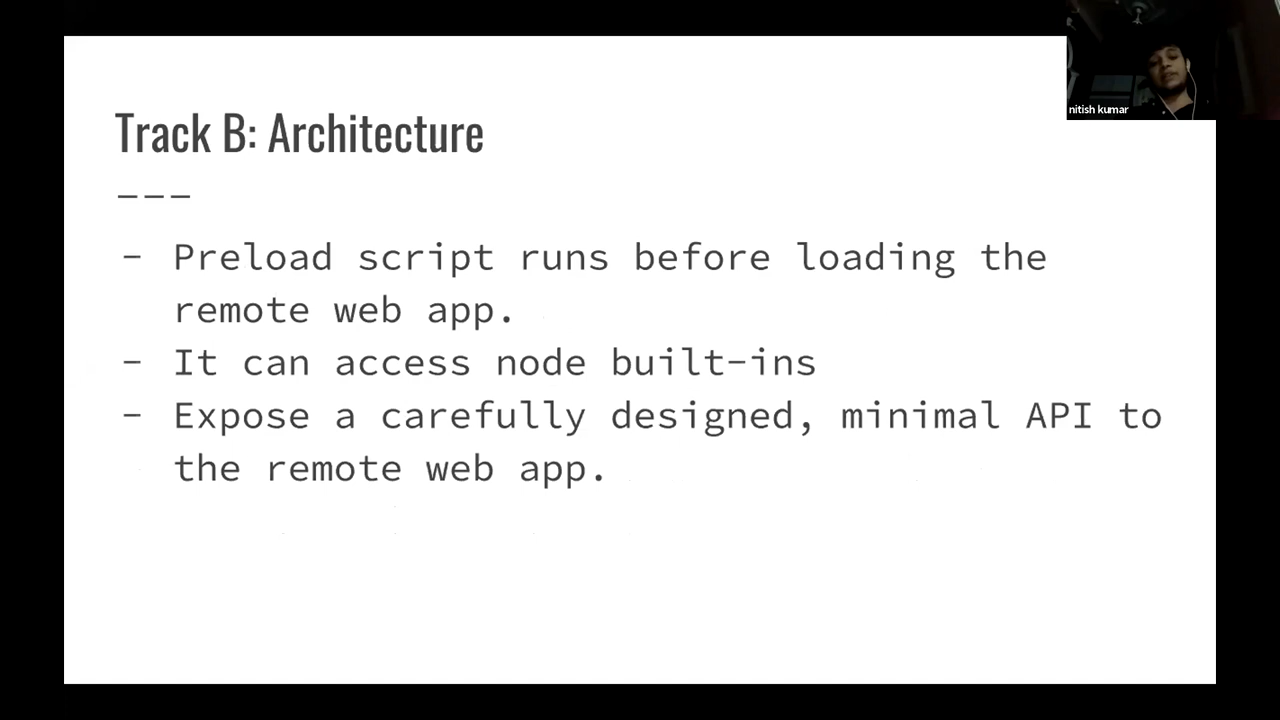 nitish kumar
Track B: Architecture
---
- Preload script runs before loading the
remote web app.
- It can access node built-ins
- Expose a carefully designed, minimal API to
the remote web app.